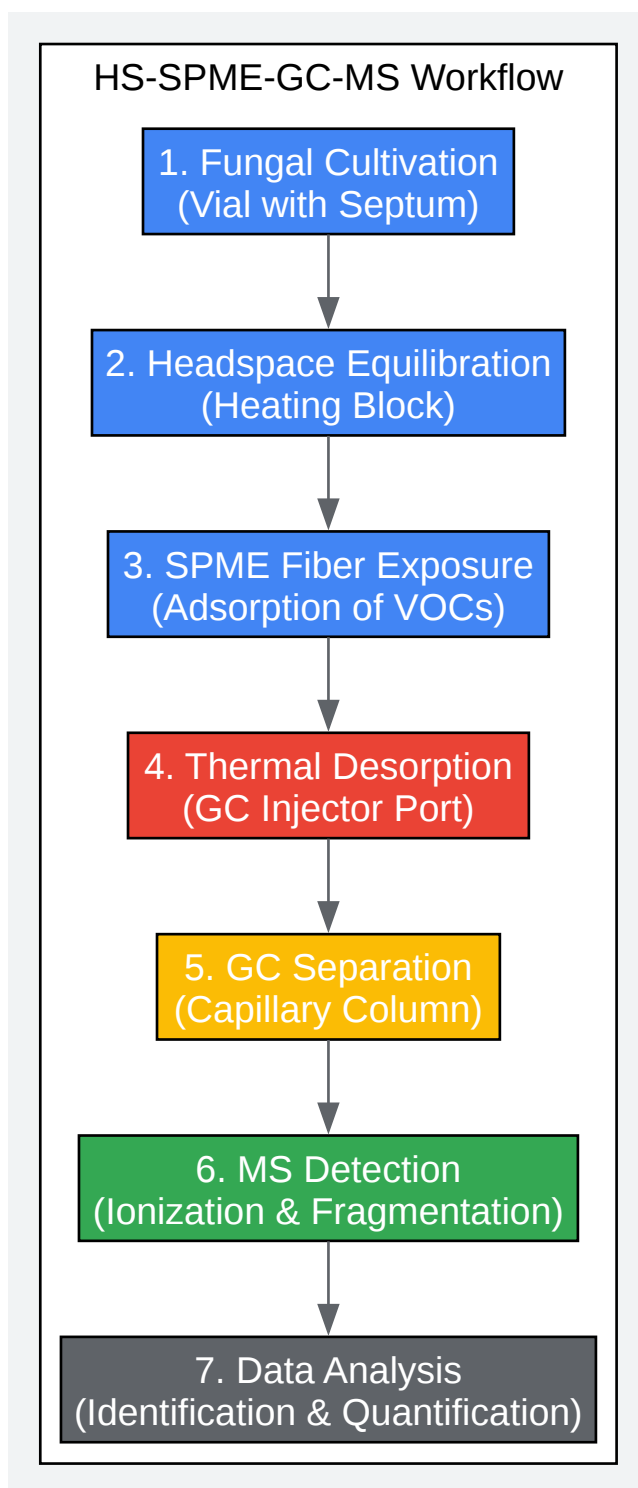 HS-SPME-GC-MS Workflow
1. Fungal Cultivation
(Vial with Septum)
2. Headspace Equilibration
(Heating Block)
3. SPME Fiber Exposure
(Adsorption of VOCs)
4. Thermal Desorption
(GC Injector Port)
5. GC Separation
(Capillary Column)
6. MS Detection
(Ionization & Fragmentation)
7. Data Analysis
(Identification & Quantification)